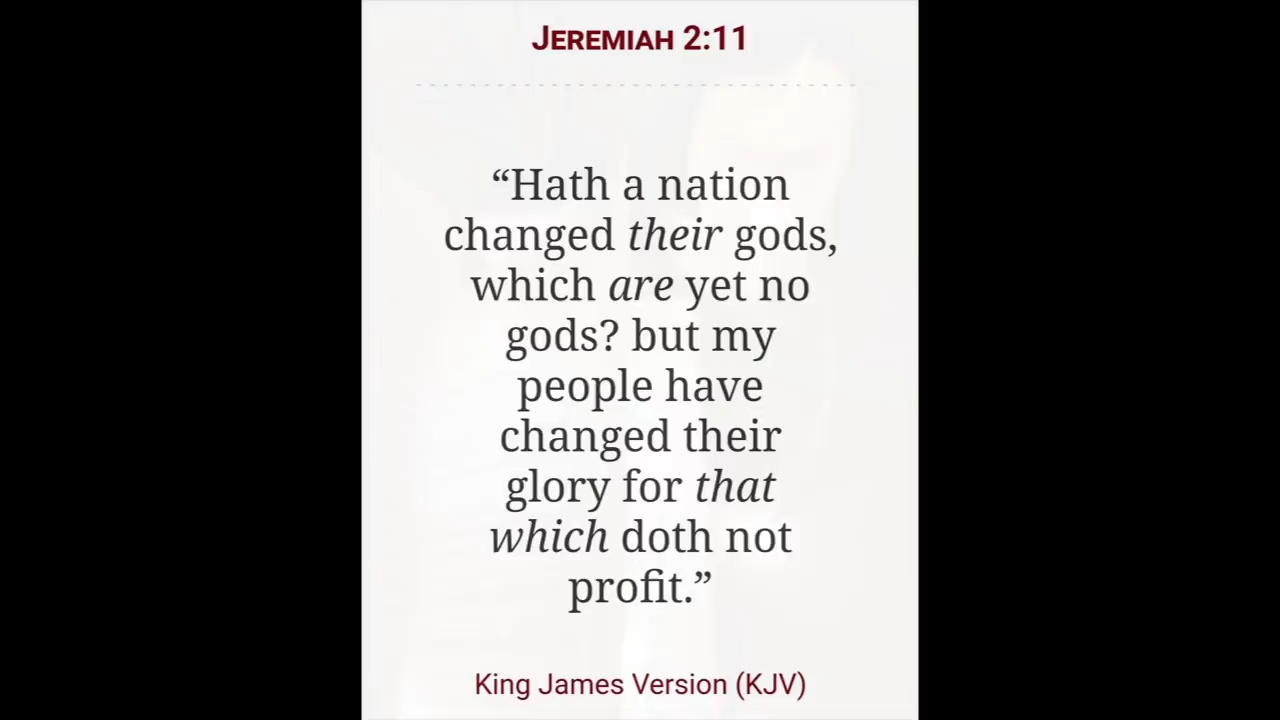 JEREMIAH 2:11
“Hath a nation
changed their gods,
which are yet no
gods? but my
people have
changed their
glory for that
which doth not
profit.”
King James Version (KJV)